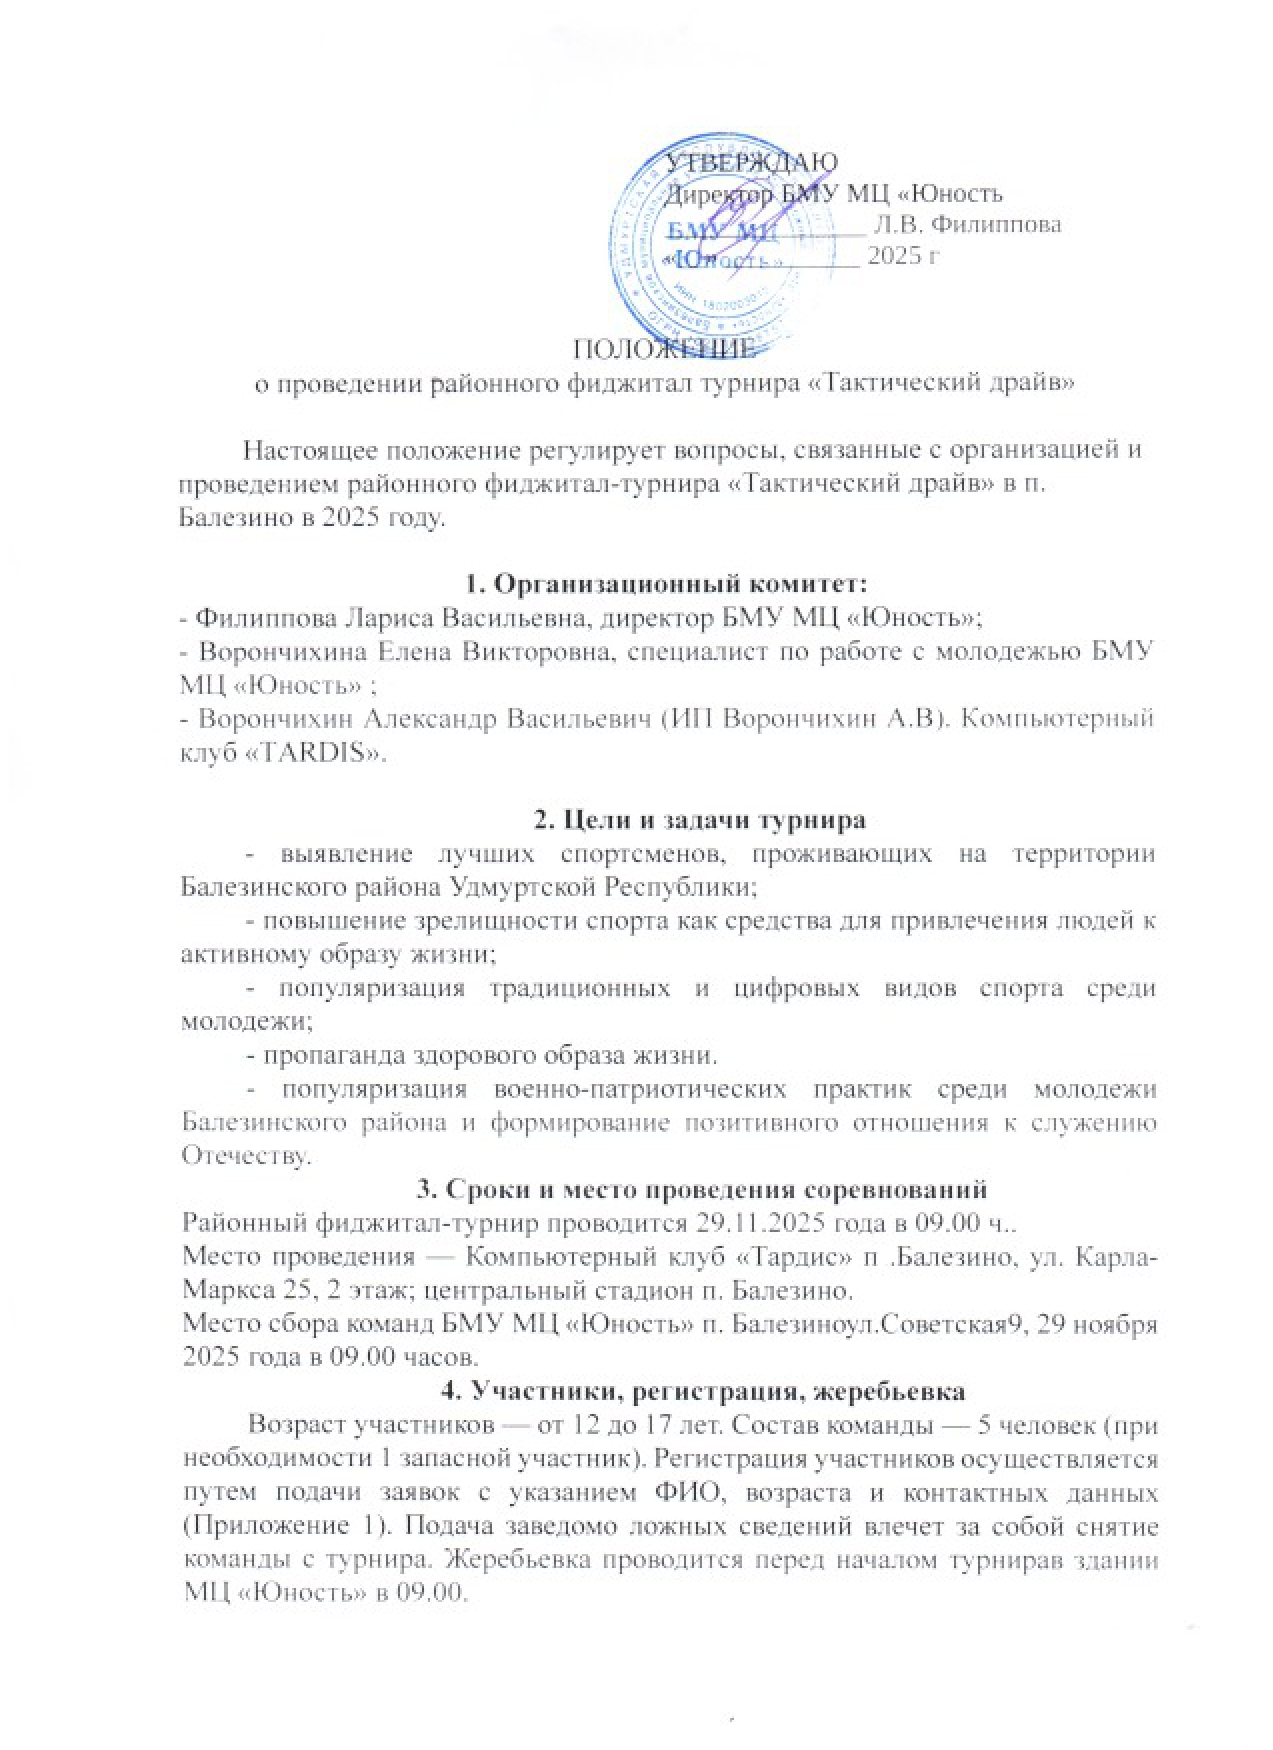 УТВЕРЖДАЮ
Директор БМУ МЦ «Юность
____________ Л.В. Филиппова
«__»__________ 2025 г
БМУ МЦ
«Юность»
ПОЛОЖЕНИЕ
о проведении районного фиджитал турнира «Тактический драйв»
Настоящее положение регулирует вопросы, связанные с организацией и
проведением районного фиджитал-турнира «Тактический драйв» в п.
Балезино в 2025 году.
1. Организационный комитет:
- Филиппова Лариса Васильевна, директор БМУ МЦ «Юность»;
- Ворончихина Елена Викторовна, специалист по работе с молодежью БМУ
МЦ «Юность» ;
- Ворончихин Александр Васильевич (ИП Ворончихин А.В). Компьютерный
клуб «TARDIS».
2. Цели и задачи турнира
- выявление лучших спортсменов, проживающих на территории
Балезинского района Удмуртской Республики;
- повышение зрелищности спорта как средства для привлечения людей к
активному образу жизни;
- популяризация традиционных и цифровых видов спорта среди
молодежи;
- пропаганда здорового образа жизни.
- популяризация военно-патриотических практик среди молодежи
Балезинского района и формирование позитивного отношения к служению
Отечеству.
3. Сроки и место проведения соревнований
Районный фиджитал-турнир проводится 29.11.2025 года в 09.00 ч..
Место проведения — Компьютерный клуб «Тардис» п .Балезино, ул. Карла-
Маркса 25, 2 этаж; центральный стадион п. Балезино.
Место сбора команд БМУ МЦ «Юность» п. Балезиноул.Советская9, 29 ноября
2025 года в 09.00 часов.
4. Участники, регистрация, жеребьевка
Возраст участников — от 12 до 17 лет. Состав команды — 5 человек (при
необходимости 1 запасной участник). Регистрация участников осуществляется
путем подачи заявок с указанием ФИО, возраста и контактных данных
(Приложение 1). Подача заведомо ложных сведений влечет за собой снятие
команды с турнира. Жеребьевка проводится перед началом турнирав здании
МЦ «Юность» в 09.00.